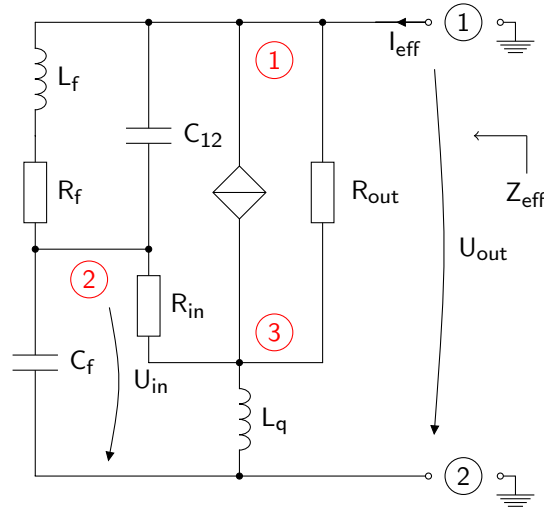 1
I_eff
L_f
1
C_12
R_f
R_out
Z_eff
U_out
2
R_in
3
C_f
U_in
L_q
2